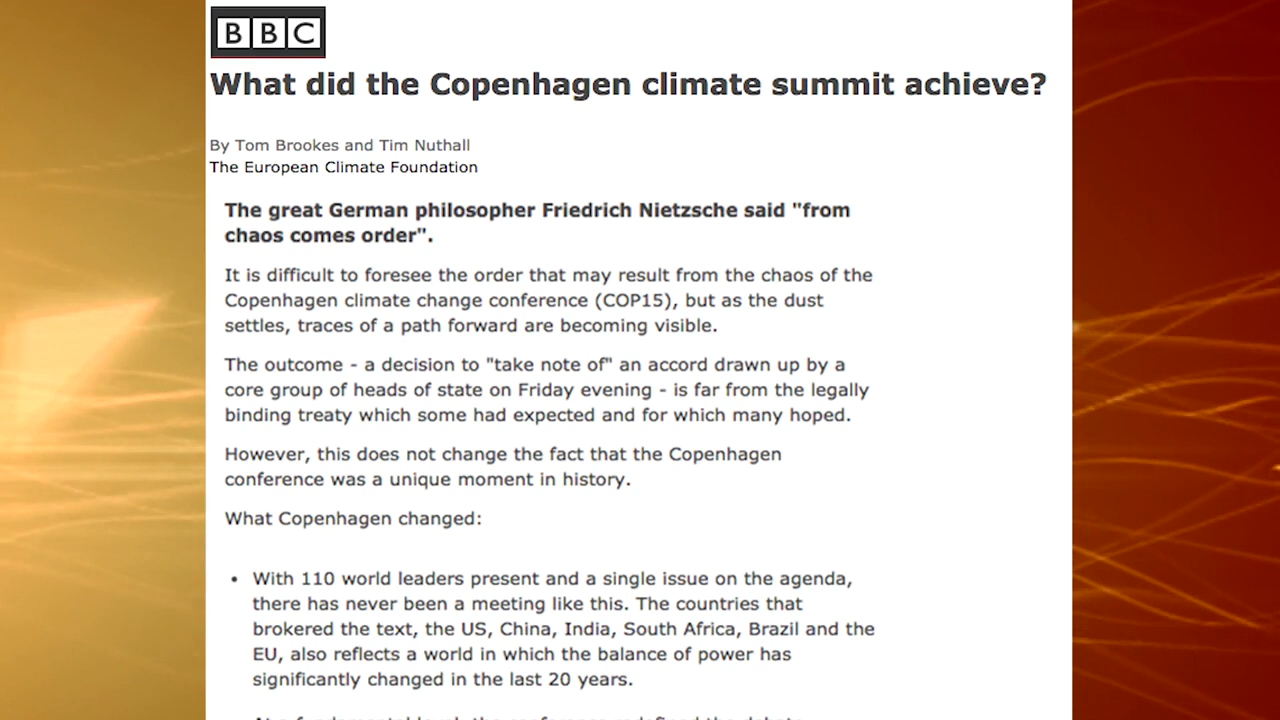 BBC
What did the Copenhagen climate summit achieve?
By Tom Brookes and Tim Nuthall
The European Climate Foundation
The great German philosopher Friedrich Nietzsche said "from
chaos comes order".
It is difficult to foresee the order that may result from the chaos of the
Copenhagen climate change conference (COP15), but as the dust
settles, traces of a path forward are becoming visible.
The outcome - a decision to "take note of" an accord drawn up by a
core group of heads of state on Friday evening - is far from the legally
binding treaty which some had expected and for which many hoped.
However, this does not change the fact that the Copenhagen
conference was a unique moment in history.
What Copenhagen changed:
• With 110 world leaders present and a single issue on the agenda,
there has never been a meeting like this. The countries that
brokered the text, the US, China, India, South Africa, Brazil and the
EU, also reflects a world in which the balance of power has
significantly changed in the last 20 years.